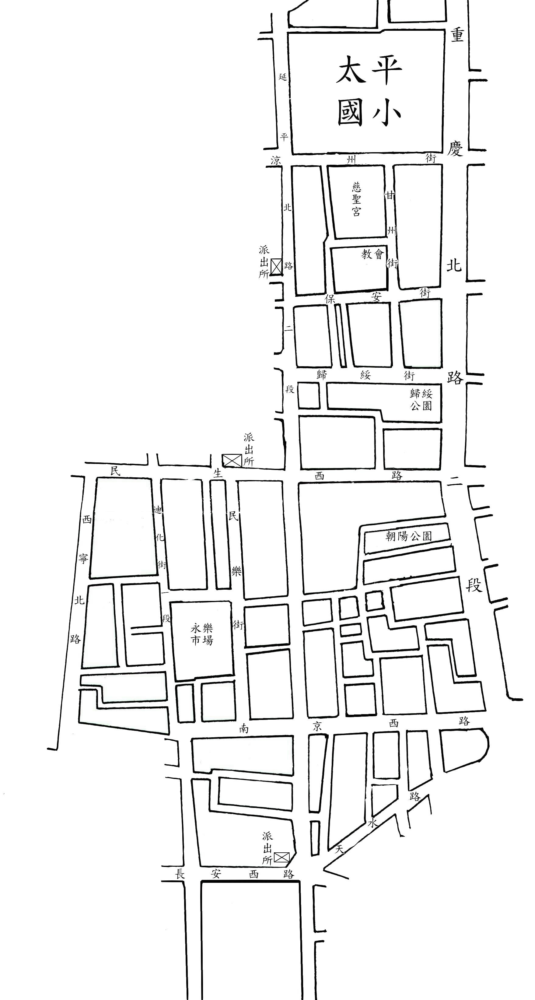 重慶北路二段
太平
國小
延平北路二段
涼州街
慈聖宮
甘州街
教會
派出所
保安街
歸綏街
歸綏
公園
派出所
民生西路
西寧北路
迪化街一段
民樂街
朝陽公園
永樂
市場
南京西路
天水路
派出所
長安西路